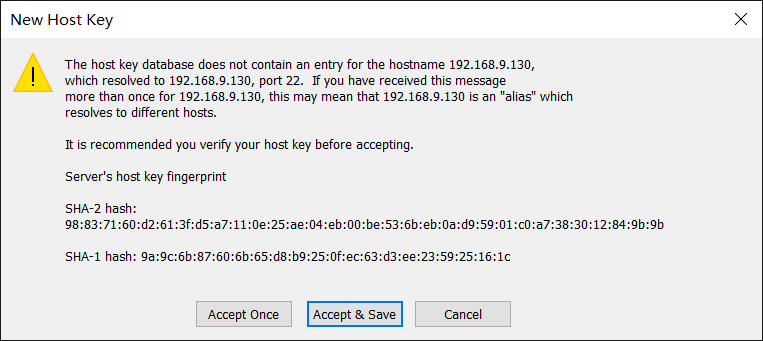 New Host Key
The host key database does not contain an entry for the hostname 192.168.9.130,
which resolved to 192.168.9.130, port 22.  If you have received this message
more than once for 192.168.9.130, this may mean that 192.168.9.130 is an "alias" which
resolves to different hosts.
It is recommended you verify your host key before accepting.
Server's host key fingerprint
SHA-2 hash:
98:83:71:60:d2:61:3f:d5:a7:11:0e:25:ae:04:eb:00:be:53:6b:eb:0a:d9:59:01:c0:a7:38:30:12:84:9b:9b
SHA-1 hash: 9a:9c:6b:87:60:6b:65:d8:b9:25:0f:ec:63:d3:ee:23:59:25:16:1c
Accept Once
Accept & Save
Cancel